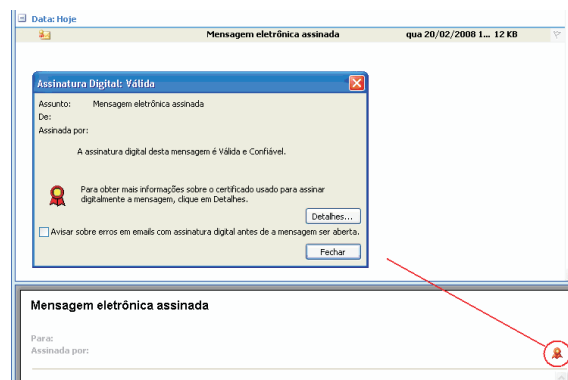 Data: Hoje
Mensagem eletrônica assinada qua 20/02/2008 1... 12 KB
Assinatura Digital: Válida
Assunto: Mensagem eletrônica assinada
De:
Assinada por:
A assinatura digital desta mensagem é Válida e Confiável.
Para obter mais informações sobre o certificado usado para assinar
digitalmente a mensagem, clique em Detalhes.
Detalhes...
Avisar sobre erros em emails com assinatura digital antes de a mensagem ser aberta.
Fechar
Mensagem eletrônica assinada
Para:
Assinada por: